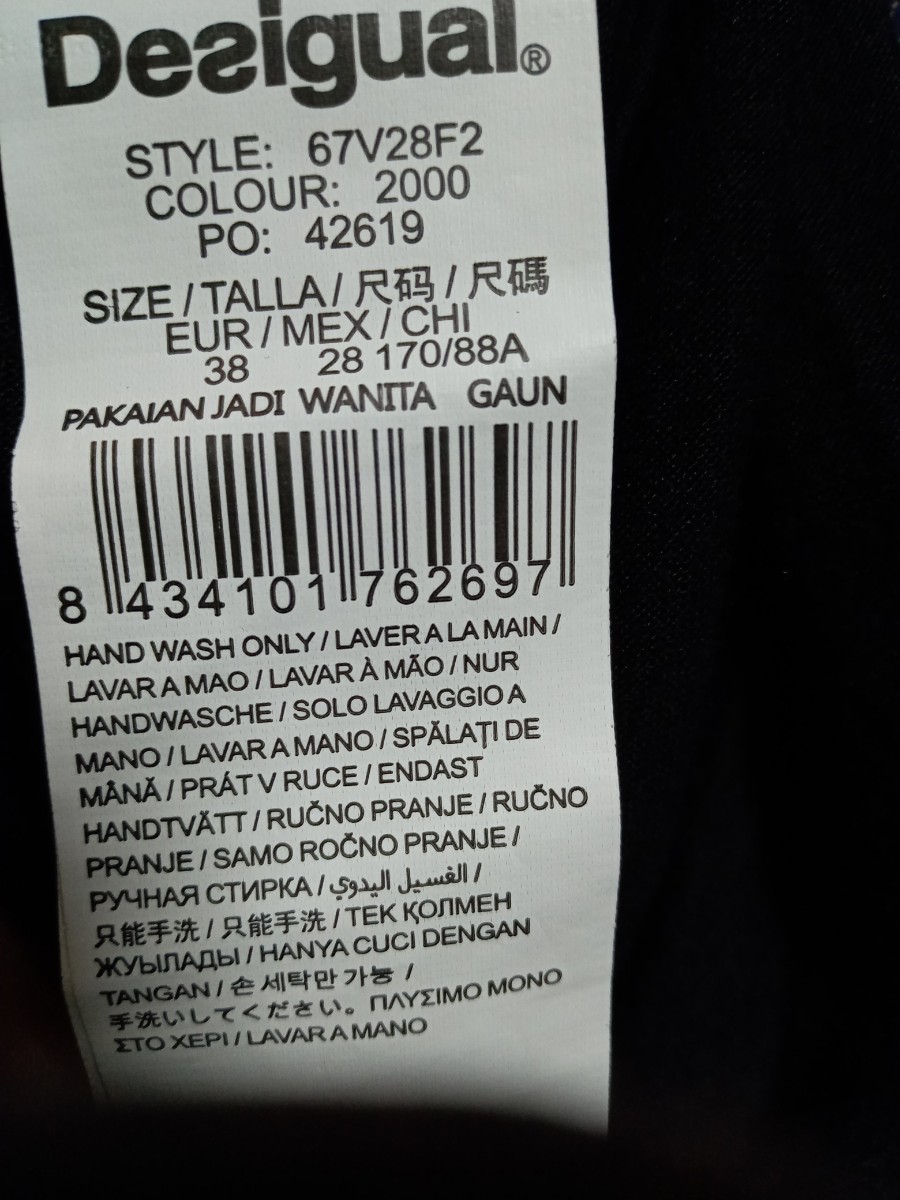 Desigual®
STYLE: 67V28F2
COLOUR: 2000
PO: 42619
SIZE / TALLA / 尺码 / 尺碼
EUR / MEX / CHI
38 28 170/88A
PAKAIAN JADI WANITA GAUN
8 434101 762697
HAND WASH ONLY / LAVER A LA MAIN /
LAVAR A MAO / LAVAR À MÃO / NUR
HANDWASCHE / SOLO LAVAGGIO A
MANO / LAVAR A MANO / SPĂLAȚI DE
MÂNĂ / PRÁT V RUCE / ENDAST
HANDTVÄTT / RUČNO PRANJE / RUČNO
PRANJE / SAMO ROČNO PRANJE /
РУЧНАЯ СТИРКА / الغسيل اليدوي /
只能手洗 / 只能手洗 / ТЕК ҚОЛМЕН
ЖУЫЛАДЫ / HANYA CUCI DENGAN
TANGAN / 손 세탁만 가능 /
手洗いしてください。ΠΛΥΣΙΜΟ ΜΟΝΟ
ΣΤΟ ΧΕΡΙ / LAVAR A MANO